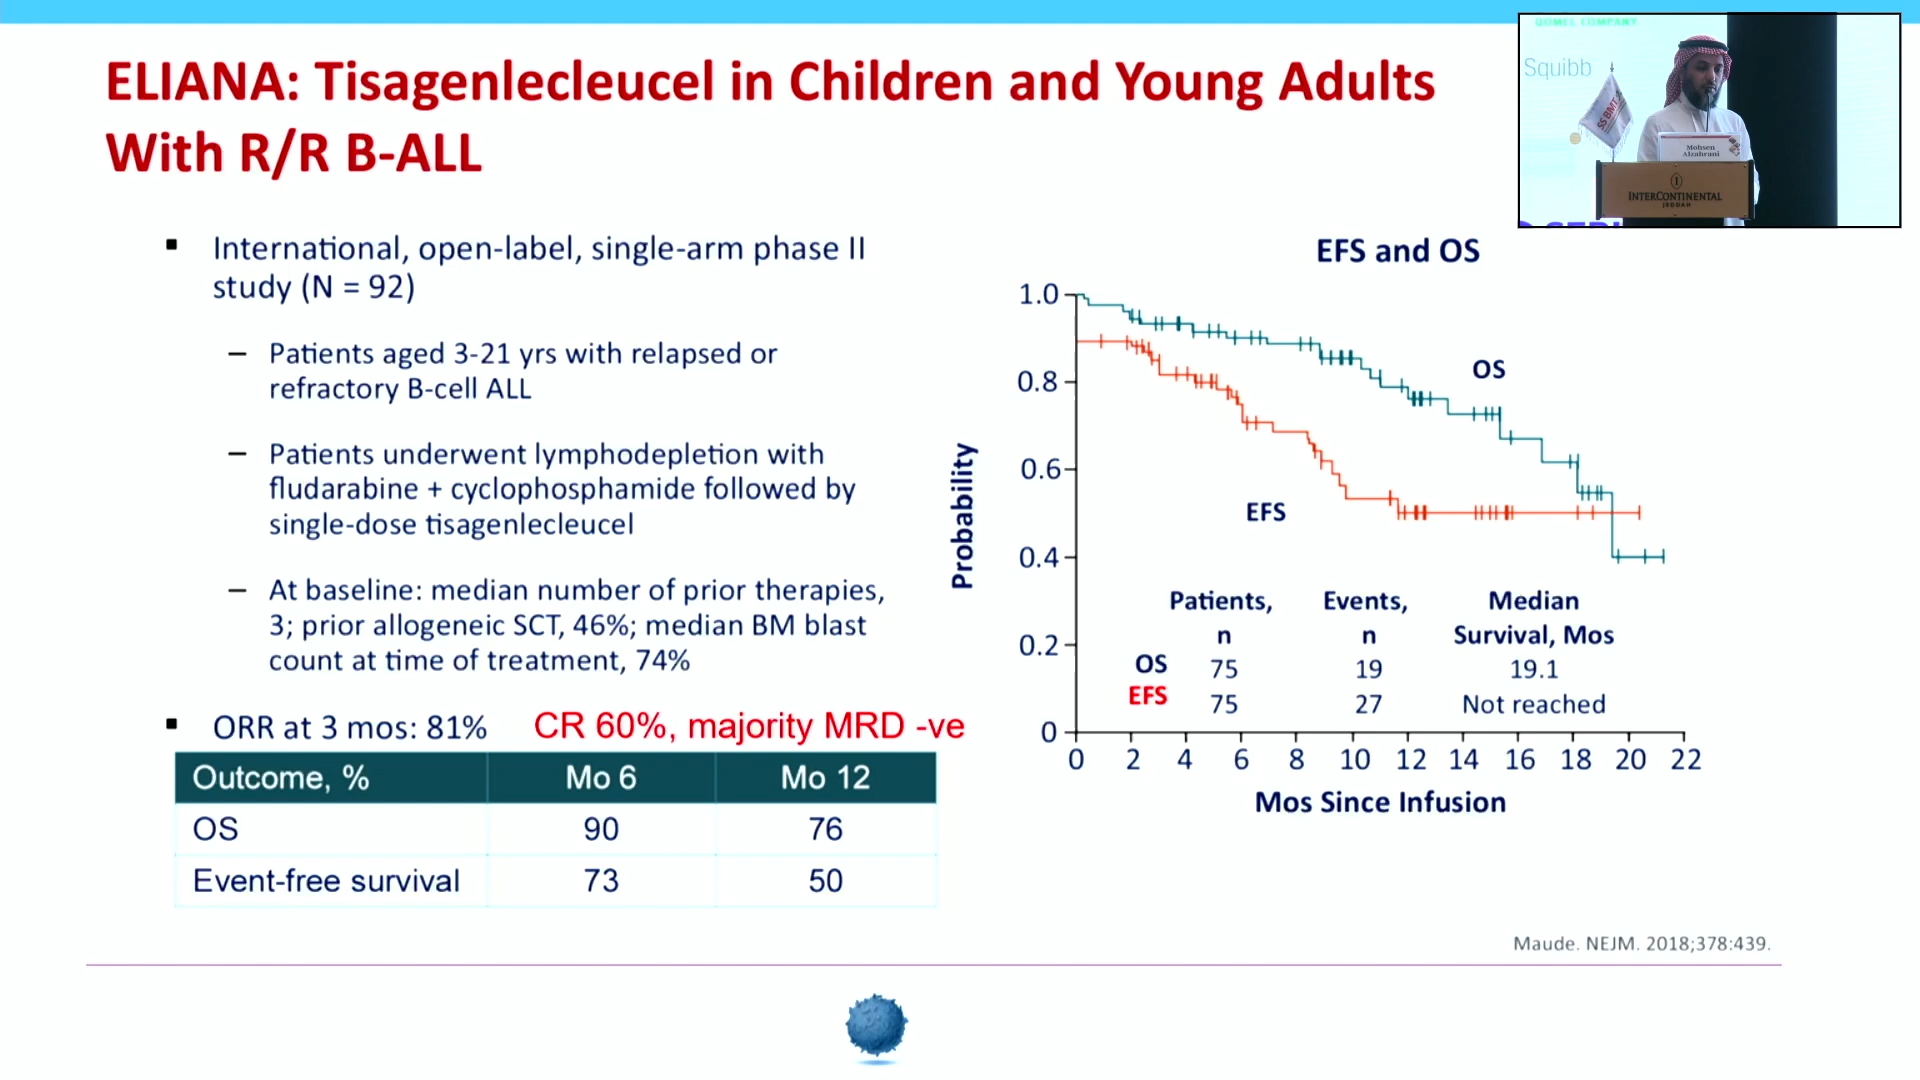 ELIANA: Tisagenlecleucel in Children and Young Adults
With R/R B-ALL
QOMEL COMPANY
Squibb
SS BMT
Mohsen
Alzahrani
INTERCONTINENTAL
JEDDAH
▪ International, open-label, single-arm phase II
study (N = 92)
– Patients aged 3-21 yrs with relapsed or
refractory B-cell ALL
– Patients underwent lymphodepletion with
fludarabine + cyclophosphamide followed by
single-dose tisagenlecleucel
– At baseline: median number of prior therapies,
3; prior allogeneic SCT, 46%; median BM blast
count at time of treatment, 74%
▪ ORR at 3 mos: 81% CR 60%, majority MRD -ve
Outcome, % Mo 6 Mo 12
OS 90 76
Event-free survival 73 50
EFS and OS
Probability
1.0
0.8
0.6
0.4
0.2
0
OS
EFS
Patients, Events, Median
n n Survival, Mos
OS 75 19 19.1
EFS 75 27 Not reached
0 2 4 6 8 10 12 14 16 18 20 22
Mos Since Infusion
Maude. NEJM. 2018;378:439.